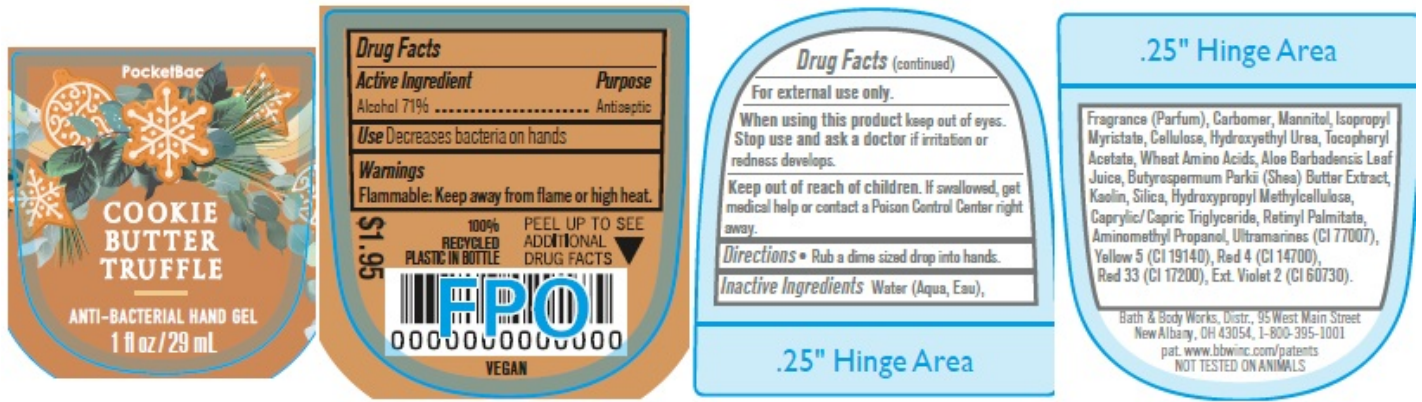 PocketBac
COOKIE
BUTTER
TRUFFLE
ANTI-BACTERIAL HAND GEL
1 fl oz / 29 mL
Drug Facts
Active Ingredient Purpose
Alcohol 71% ........................ Antiseptic
Use Decreases bacteria on hands
Warnings
Flammable: Keep away from flame or high heat.
$1.95
100%
RECYCLED
PLASTIC IN BOTTLE
PEEL UP TO SEE
ADDITIONAL
DRUG FACTS
FPO
00000000000000
VEGAN
Drug Facts (continued)
For external use only.
When using this product keep out of eyes.
Stop use and ask a doctor if irritation or
redness develops.
Keep out of reach of children. If swallowed, get
medical help or contact a Poison Control Center right
away.
Directions • Rub a dime sized drop into hands.
Inactive Ingredients Water (Aqua, Eau),
.25" Hinge Area
.25" Hinge Area
Fragrance (Parfum), Carbomer, Mannitol, Isopropyl
Myristate, Cellulose, Hydroxyethyl Urea, Tocopheryl
Acetate, Wheat Amino Acids, Aloe Barbadensis Leaf
Juice, Butyrospermum Parkii (Shea) Butter Extract,
Kaolin, Silica, Hydroxypropyl Methylcellulose,
Caprylic/Capric Triglyceride, Retinyl Palmitate,
Aminomethyl Propanol, Ultramarines (CI 77007),
Yellow 5 (CI 19140), Red 4 (CI 14700),
Red 33 (CI 17200), Ext. Violet 2 (CI 60730).
Bath & Body Works, Distr., 95 West Main Street
New Albany, OH 43054, 1-800-395-1001
pat. www.bbwinc.com/patents
NOT TESTED ON ANIMALS